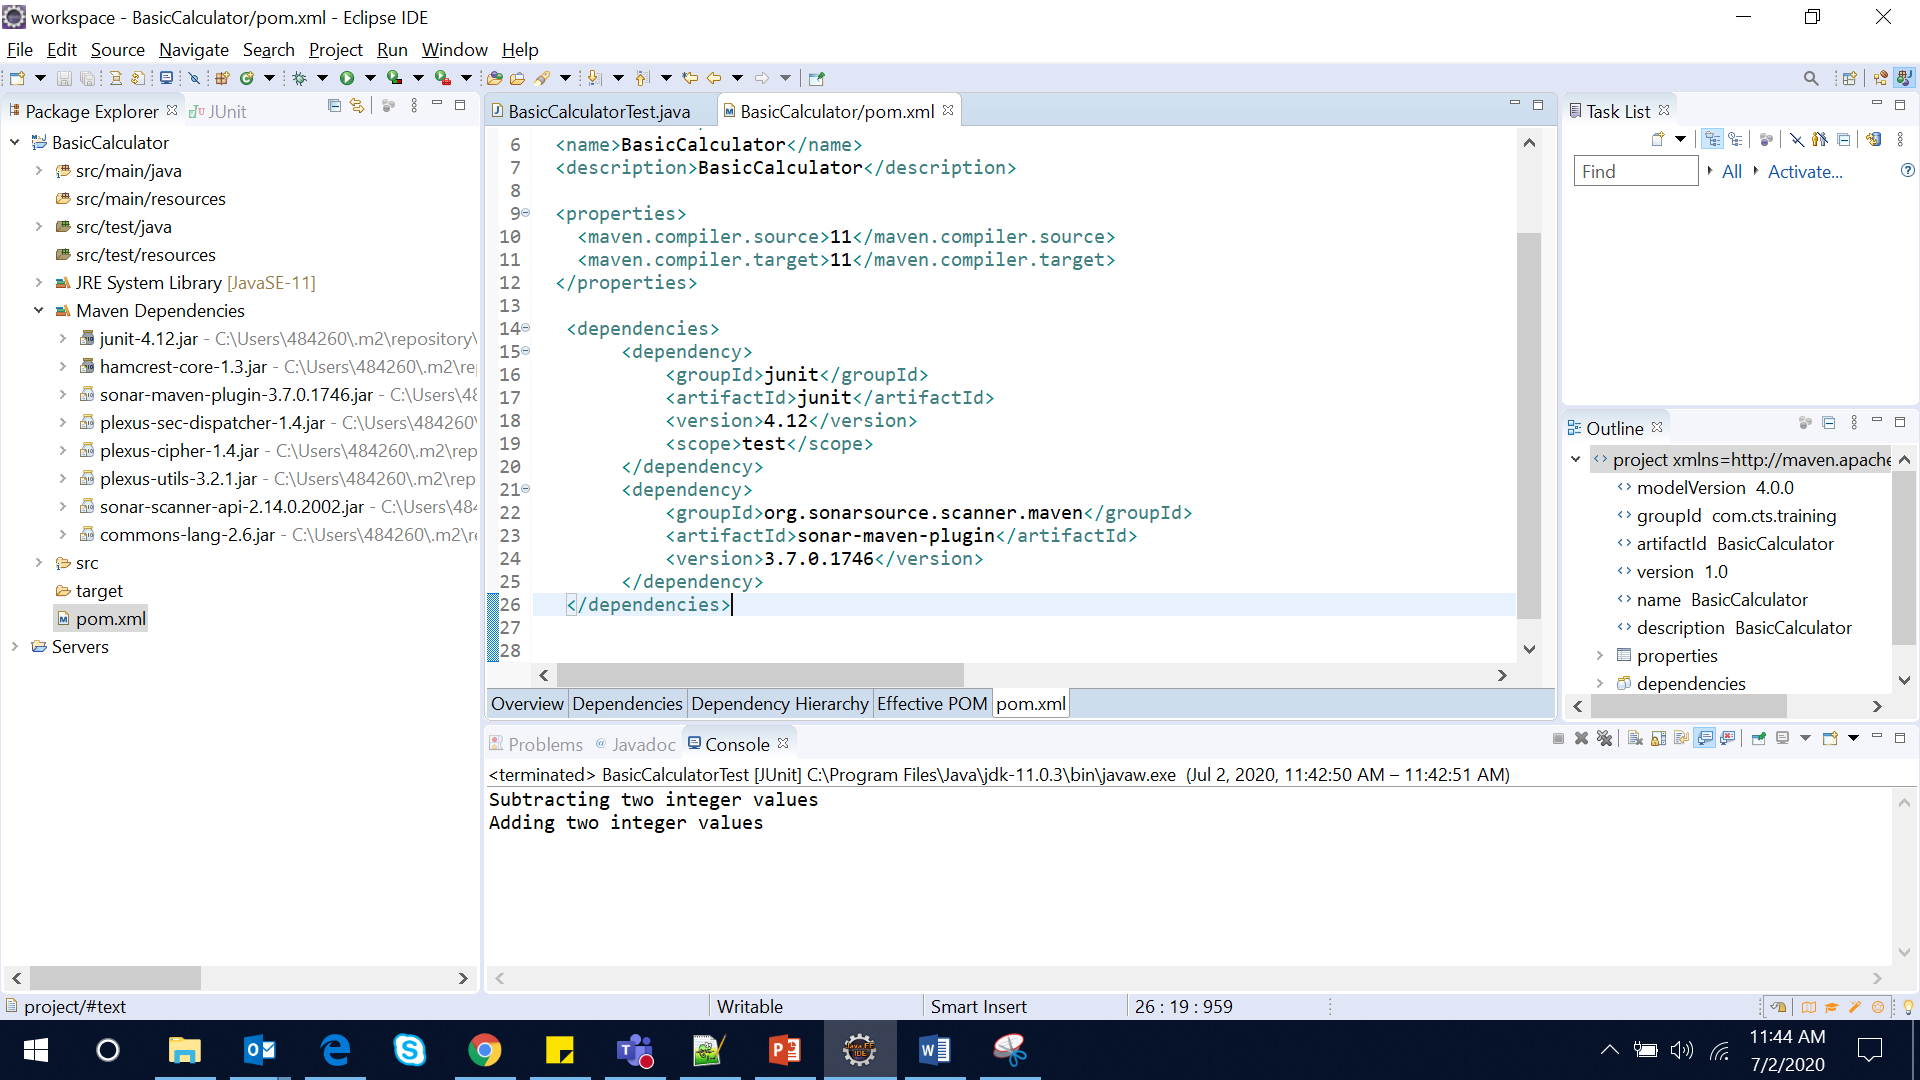 workspace - BasicCalculator/pom.xml - Eclipse IDE
File Edit Source Navigate Search Project Run Window Help
Package Explorer
JUnit
BasicCalculator
src/main/java
src/main/resources
src/test/java
src/test/resources
JRE System Library [JavaSE-11]
Maven Dependencies
junit-4.12.jar - C:\Users\484260\.m2\repository\
hamcrest-core-1.3.jar - C:\Users\484260\.m2\rep
sonar-maven-plugin-3.7.0.1746.jar - C:\Users\48
plexus-sec-dispatcher-1.4.jar - C:\Users\484260\
plexus-cipher-1.4.jar - C:\Users\484260\.m2\rep
plexus-utils-3.2.1.jar - C:\Users\484260\.m2\rep
sonar-scanner-api-2.14.0.2002.jar - C:\Users\484
commons-lang-2.6.jar - C:\Users\484260\.m2\r
src
target
pom.xml
Servers
BasicCalculatorTest.java
BasicCalculator/pom.xml
6 <name>BasicCalculator</name>
7 <description>BasicCalculator</description>
8
9 <properties>
10 <maven.compiler.source>11</maven.compiler.source>
11 <maven.compiler.target>11</maven.compiler.target>
12 </properties>
13
14 <dependencies>
15 <dependency>
16 <groupId>junit</groupId>
17 <artifactId>junit</artifactId>
18 <version>4.12</version>
19 <scope>test</scope>
20 </dependency>
21 <dependency>
22 <groupId>org.sonarsource.scanner.maven</groupId>
23 <artifactId>sonar-maven-plugin</artifactId>
24 <version>3.7.0.1746</version>
25 </dependency>
26 </dependencies>
27
28
Overview Dependencies Dependency Hierarchy Effective POM pom.xml
Task List
Find All Activate...
Outline
project xmlns=http://maven.apache
modelVersion 4.0.0
groupId com.cts.training
artifactId BasicCalculator
version 1.0
name BasicCalculator
description BasicCalculator
properties
dependencies
Problems Javadoc Console
<terminated> BasicCalculatorTest [JUnit] C:\Program Files\Java\jdk-11.0.3\bin\javaw.exe (Jul 2, 2020, 11:42:50 AM – 11:42:51 AM)
Subtracting two integer values
Adding two integer values
project/#text
Writable
Smart Insert
26 : 19 : 959
11:44 AM
7/2/2020